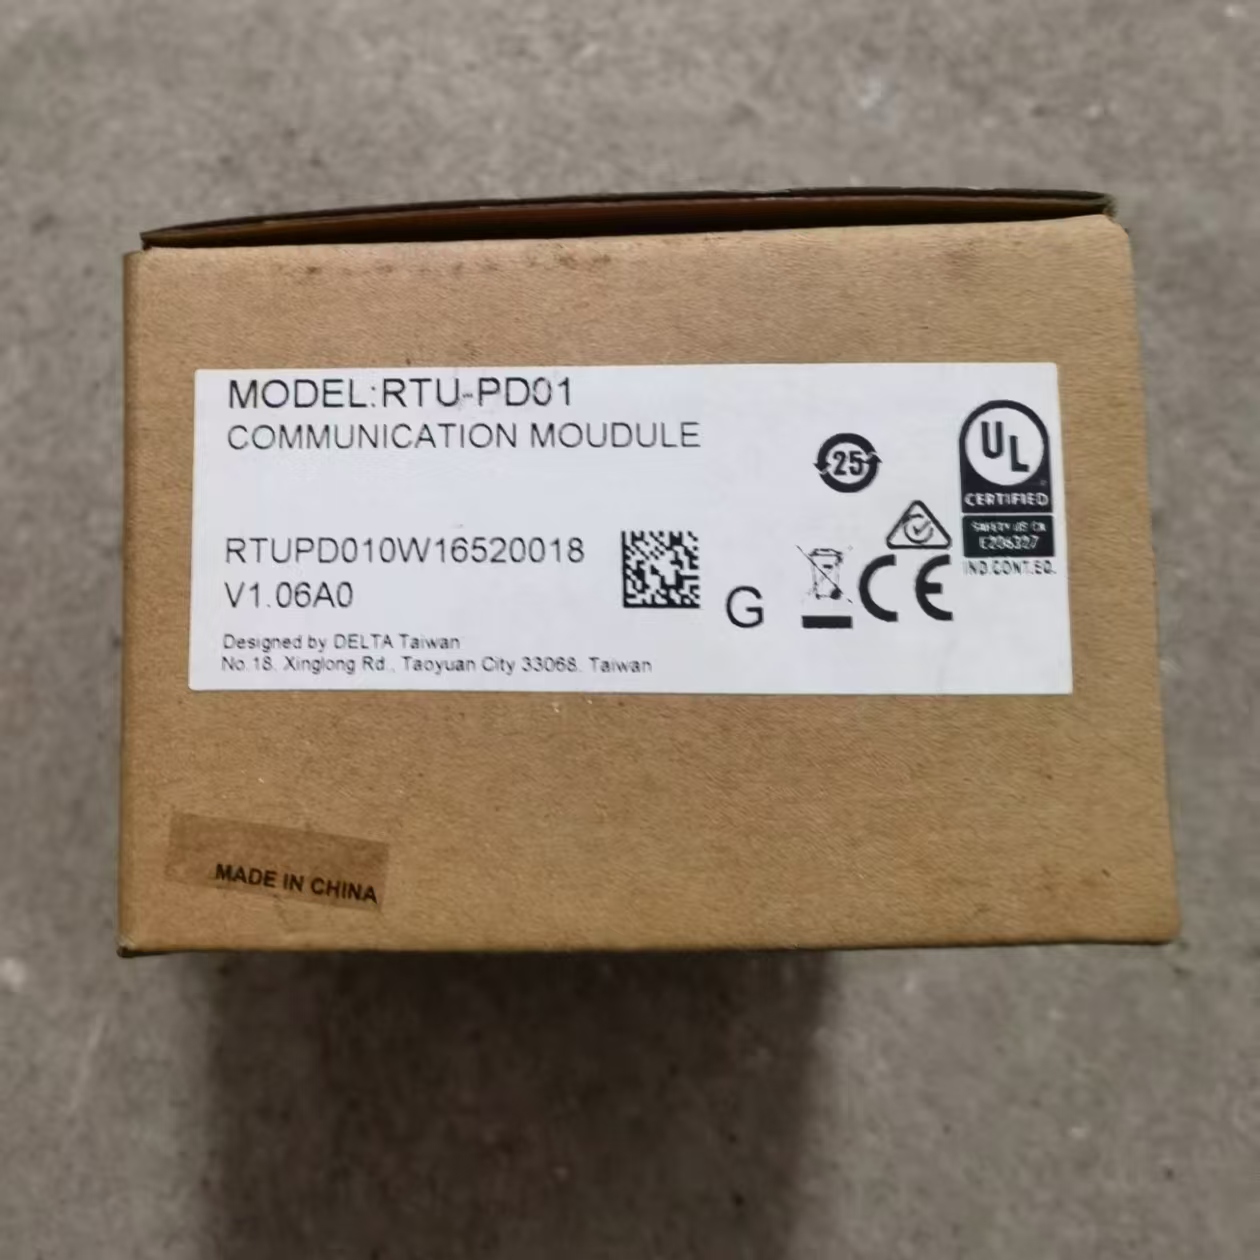 MODEL:RTU-PD01
COMMUNICATION MOUDULE
RTUPD010W16520018
V1.06A0
Designed by DELTA Taiwan
No.18, Xinglong Rd., Taoyuan City 33068, Taiwan
G
25
CE
UL
CERTIFIED
SAFETY US CA
E206327
IND.CONT.EQ.
MADE IN CHINA